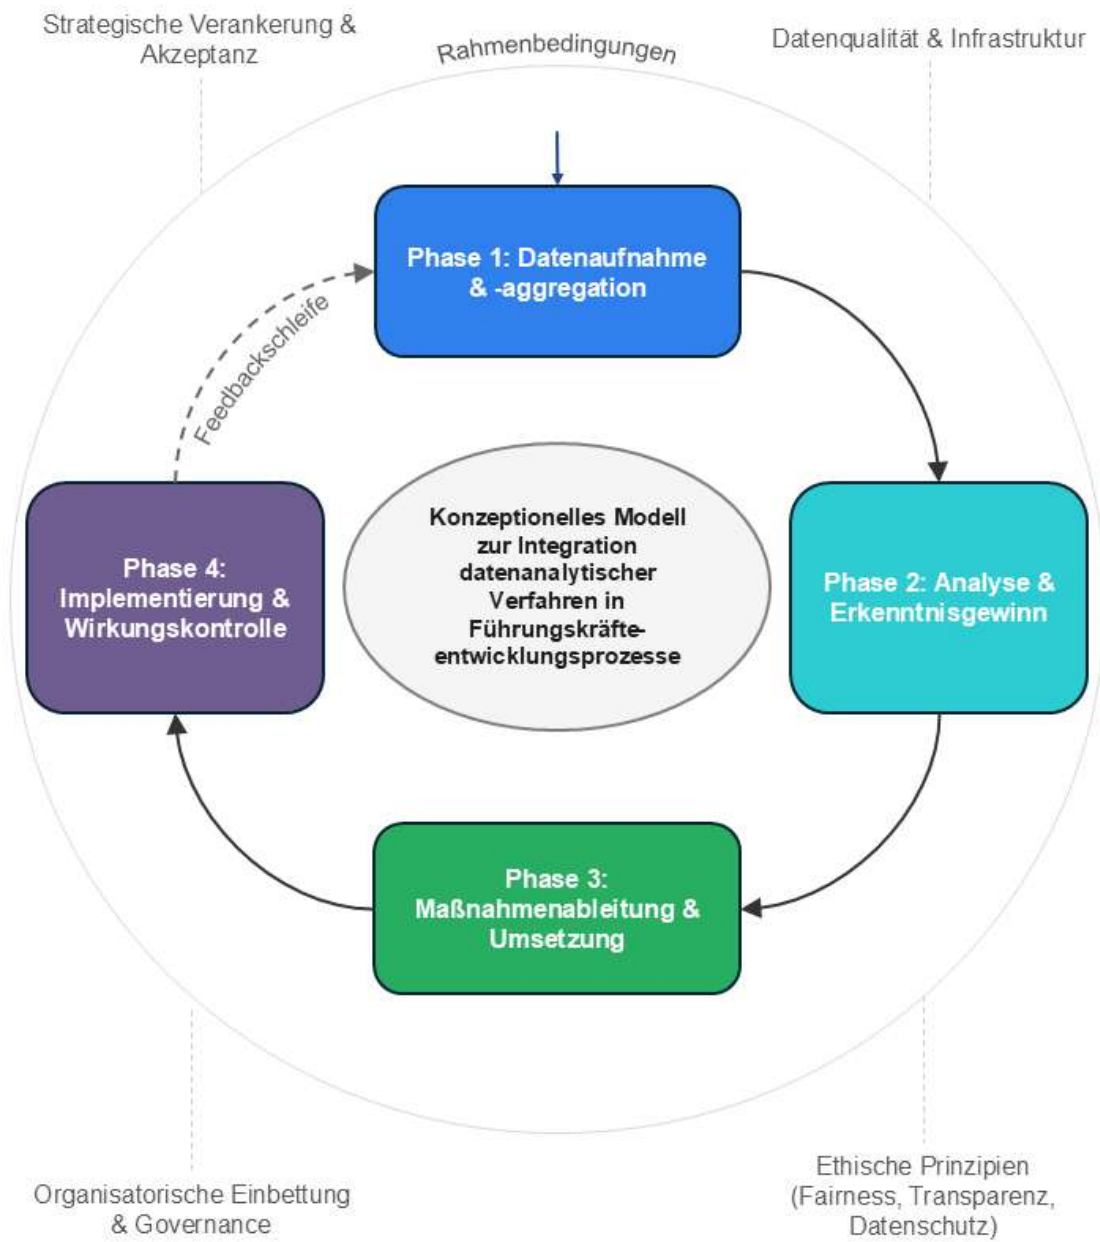 Strategische Verankerung &
Akzeptanz
Rahmenbedingungen
Datenqualität & Infrastruktur
Phase 1: Datenaufnahme
& -aggregation
Feedbackschleife
Phase 4:
Implementierung &
Wirkungskontrolle
Konzeptionelles Modell
zur Integration
datenanalytischer
Verfahren in
Führungskräfte-
entwicklungsprozesse
Phase 2: Analyse &
Erkenntnisgewinn
Phase 3:
Maßnahmenableitung &
Umsetzung
Organisatorische Einbettung
& Governance
Ethische Prinzipien
(Fairness, Transparenz,
Datenschutz)